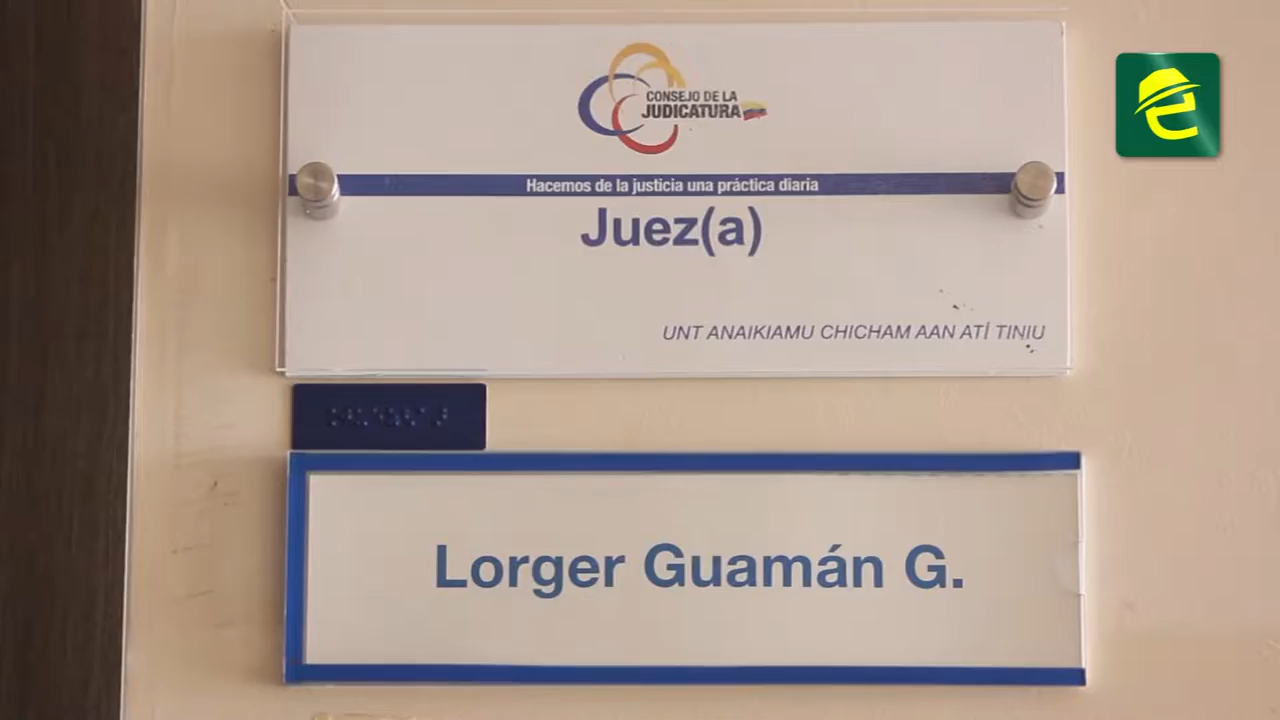 CONSEJO DE LA
JUDICATURA
Hacemos de la justicia una práctica diaria
Juez(a)
UNT ANAIKIAMU CHICHAM AAN ATÍ TINIU
Lorger Guamán G.